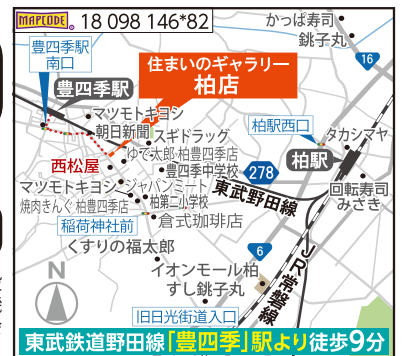 MAPCODE 18 098 146*82
かっぱ寿司
銚子丸
16
豊四季駅
南口
豊四季駅
住まいのギャラリー
柏店
マツモトキヨシ
朝日新聞
スギドラッグ
柏駅西口
タカシマヤ
西松屋
ゆで太郎 柏豊四季店
豊四季中学校
278
柏駅
マツモトキヨシ
ジャパンミート
東武野田線
回転寿司
みさき
焼肉きんぐ 柏豊四季店
柏第二小学校
稲荷神社前
倉式珈琲店
くすりの福太郎
6
JR常磐線
N
イオンモール柏
すし銚子丸
旧日光街道入口
東武鉄道野田線「豊四季」駅より徒歩9分